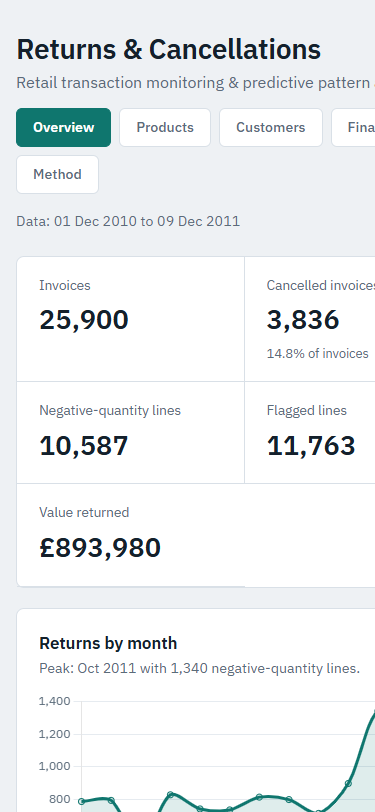 Returns & Cancellations
Retail transaction monitoring & predictive pattern
Overview Products Customers
Method
Data: 01 Dec 2010 to 09 Dec 2011
Invoices Cancelled invoices
25,900 3,836
14.8% of invoices
Negative-quantity lines Flagged lines
10,587 11,763
Value returned
£893,980
Returns by month
Peak: Oct 2011 with 1,340 negative-quantity lines.
1,400
1,200
1,000
800